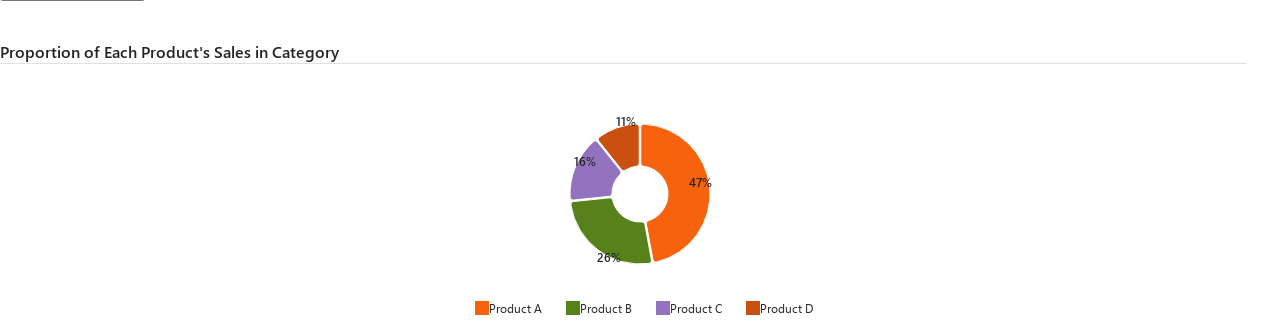 Proportion of Each Product's Sales in Category
11%
16%
47%
26%
Product A Product B Product C Product D